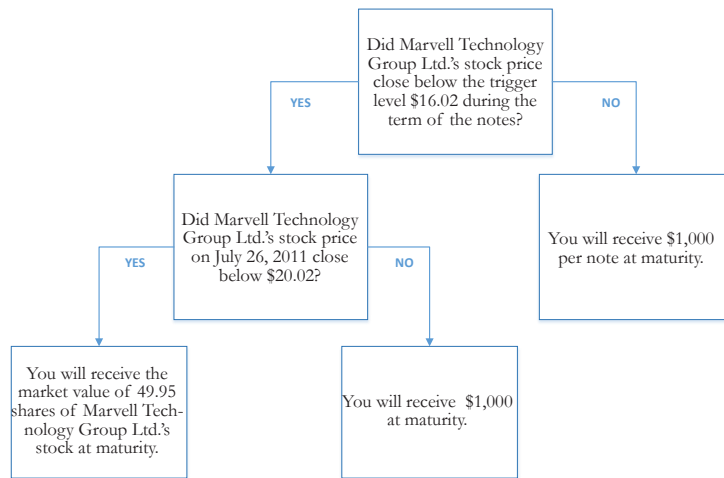 Did Marvell Technology
Group Ltd.'s stock price
close below the trigger
level $16.02 during the
term of the notes?
YES
NO
Did Marvell Technology
Group Ltd.'s stock price
on July 26, 2011 close
below $20.02?
You will receive $1,000
per note at maturity.
YES
NO
You will receive the
market value of 49.95
shares of Marvell Tech-
nology Group Ltd.'s
stock at maturity.
You will receive $1,000
at maturity.